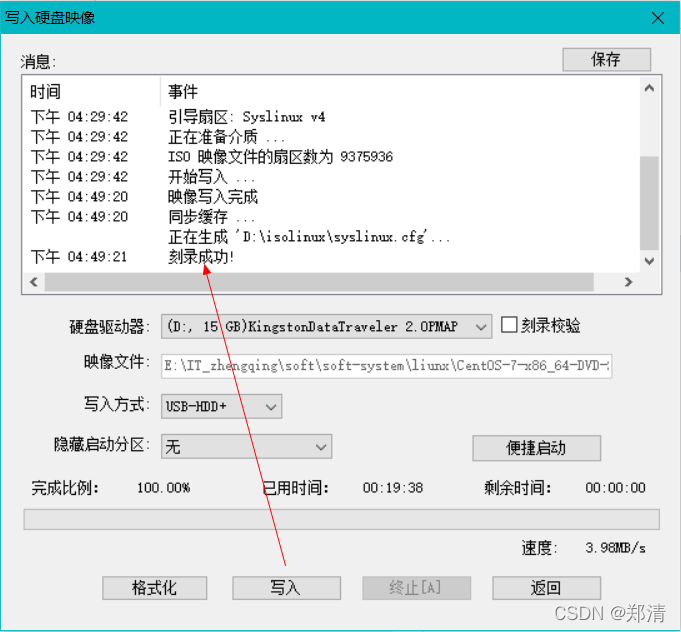 写入硬盘映像
消息:
保存
时间 事件
下午 04:29:42 引导扇区: Syslinux v4
下午 04:29:42 正在准备介质 ...
下午 04:29:42 ISO 映像文件的扇区数为 9375936
下午 04:29:42 开始写入 ...
下午 04:49:20 映像写入完成
下午 04:49:20 同步缓存 ...
正在生成 'D:\isolinux\syslinux.cfg'...
下午 04:49:21 刻录成功!
硬盘驱动器: (D:, 15 GB)KingstonDataTraveler 2.0PMAP 刻录校验
映像文件: E:\IT_zhengqing\soft\soft-system\liunx\CentOS-7-x86_64-DVD-
写入方式: USB-HDD+
隐藏启动分区: 无 便捷启动
完成比例: 100.00% 已用时间: 00:19:38 剩余时间: 00:00:00
速度: 3.98MB/s
格式化 写入 终止[A] 返回
CSDN @郑清